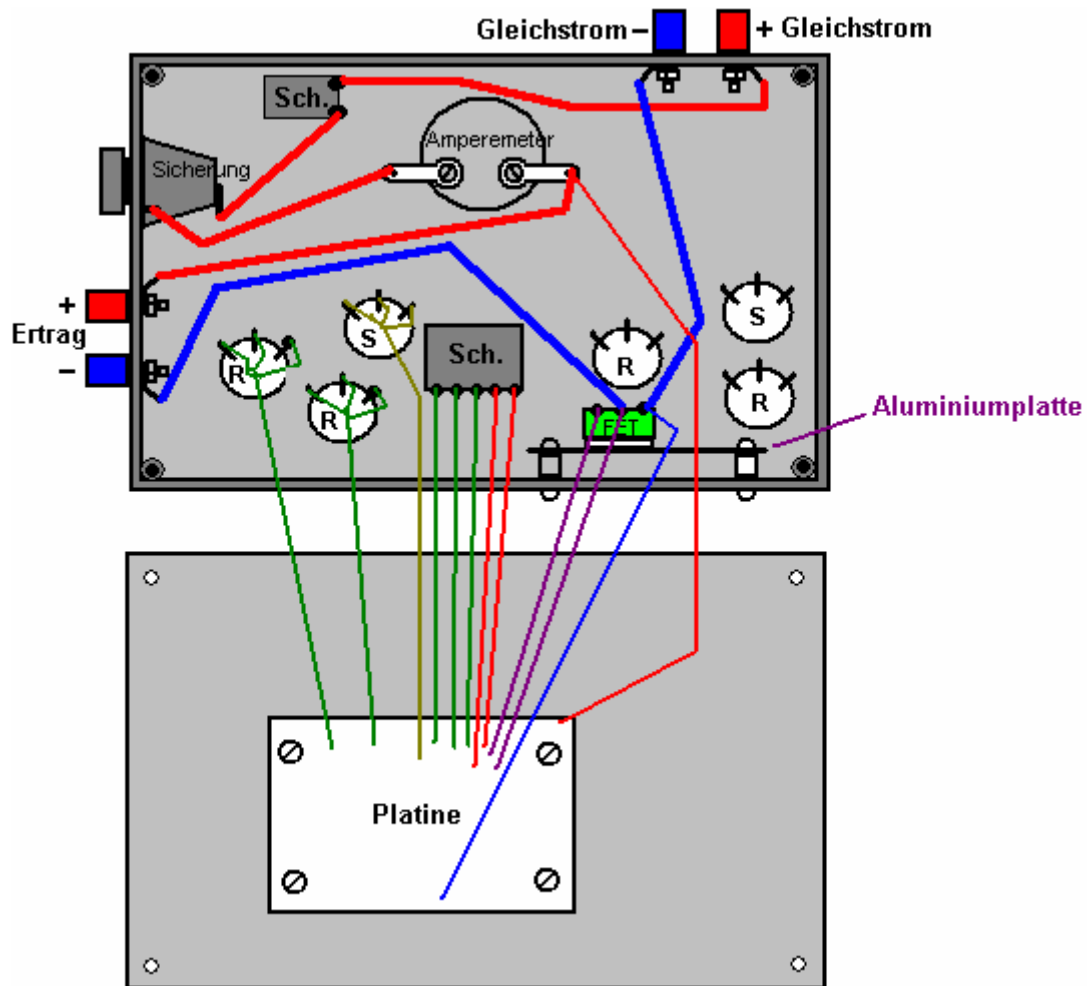 Gleichstrom –
+ Gleichstrom
Sch.
Amperemeter
Sicherung
+
Ertrag
–
S
R
R
Sch.
R
S
R
FET
Aluminiumplatte
Platine